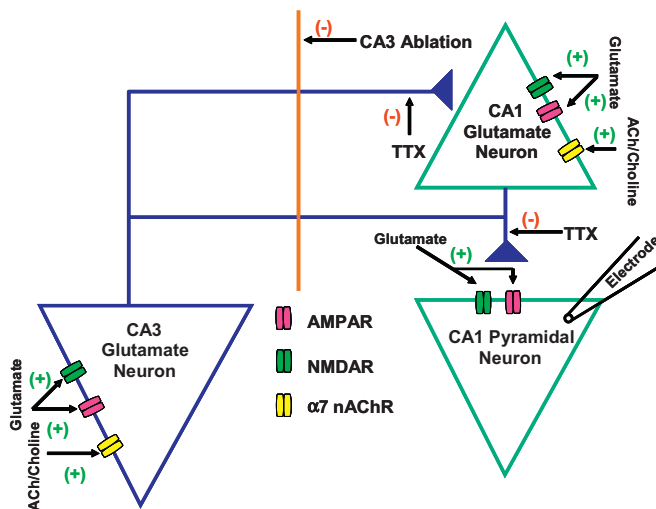 (-)
CA3 Ablation
(-)
TTX
CA1
Glutamate
Neuron
(+)
(+)
Glutamate
(+)
ACh/Choline
(-)
TTX
Glutamate
(+)
Electrode
CA1 Pyramidal
Neuron
CA3
Glutamate
Neuron
AMPAR
NMDAR
α7 nAChR
Glutamate
(+)
(+)
ACh/Choline
(+)